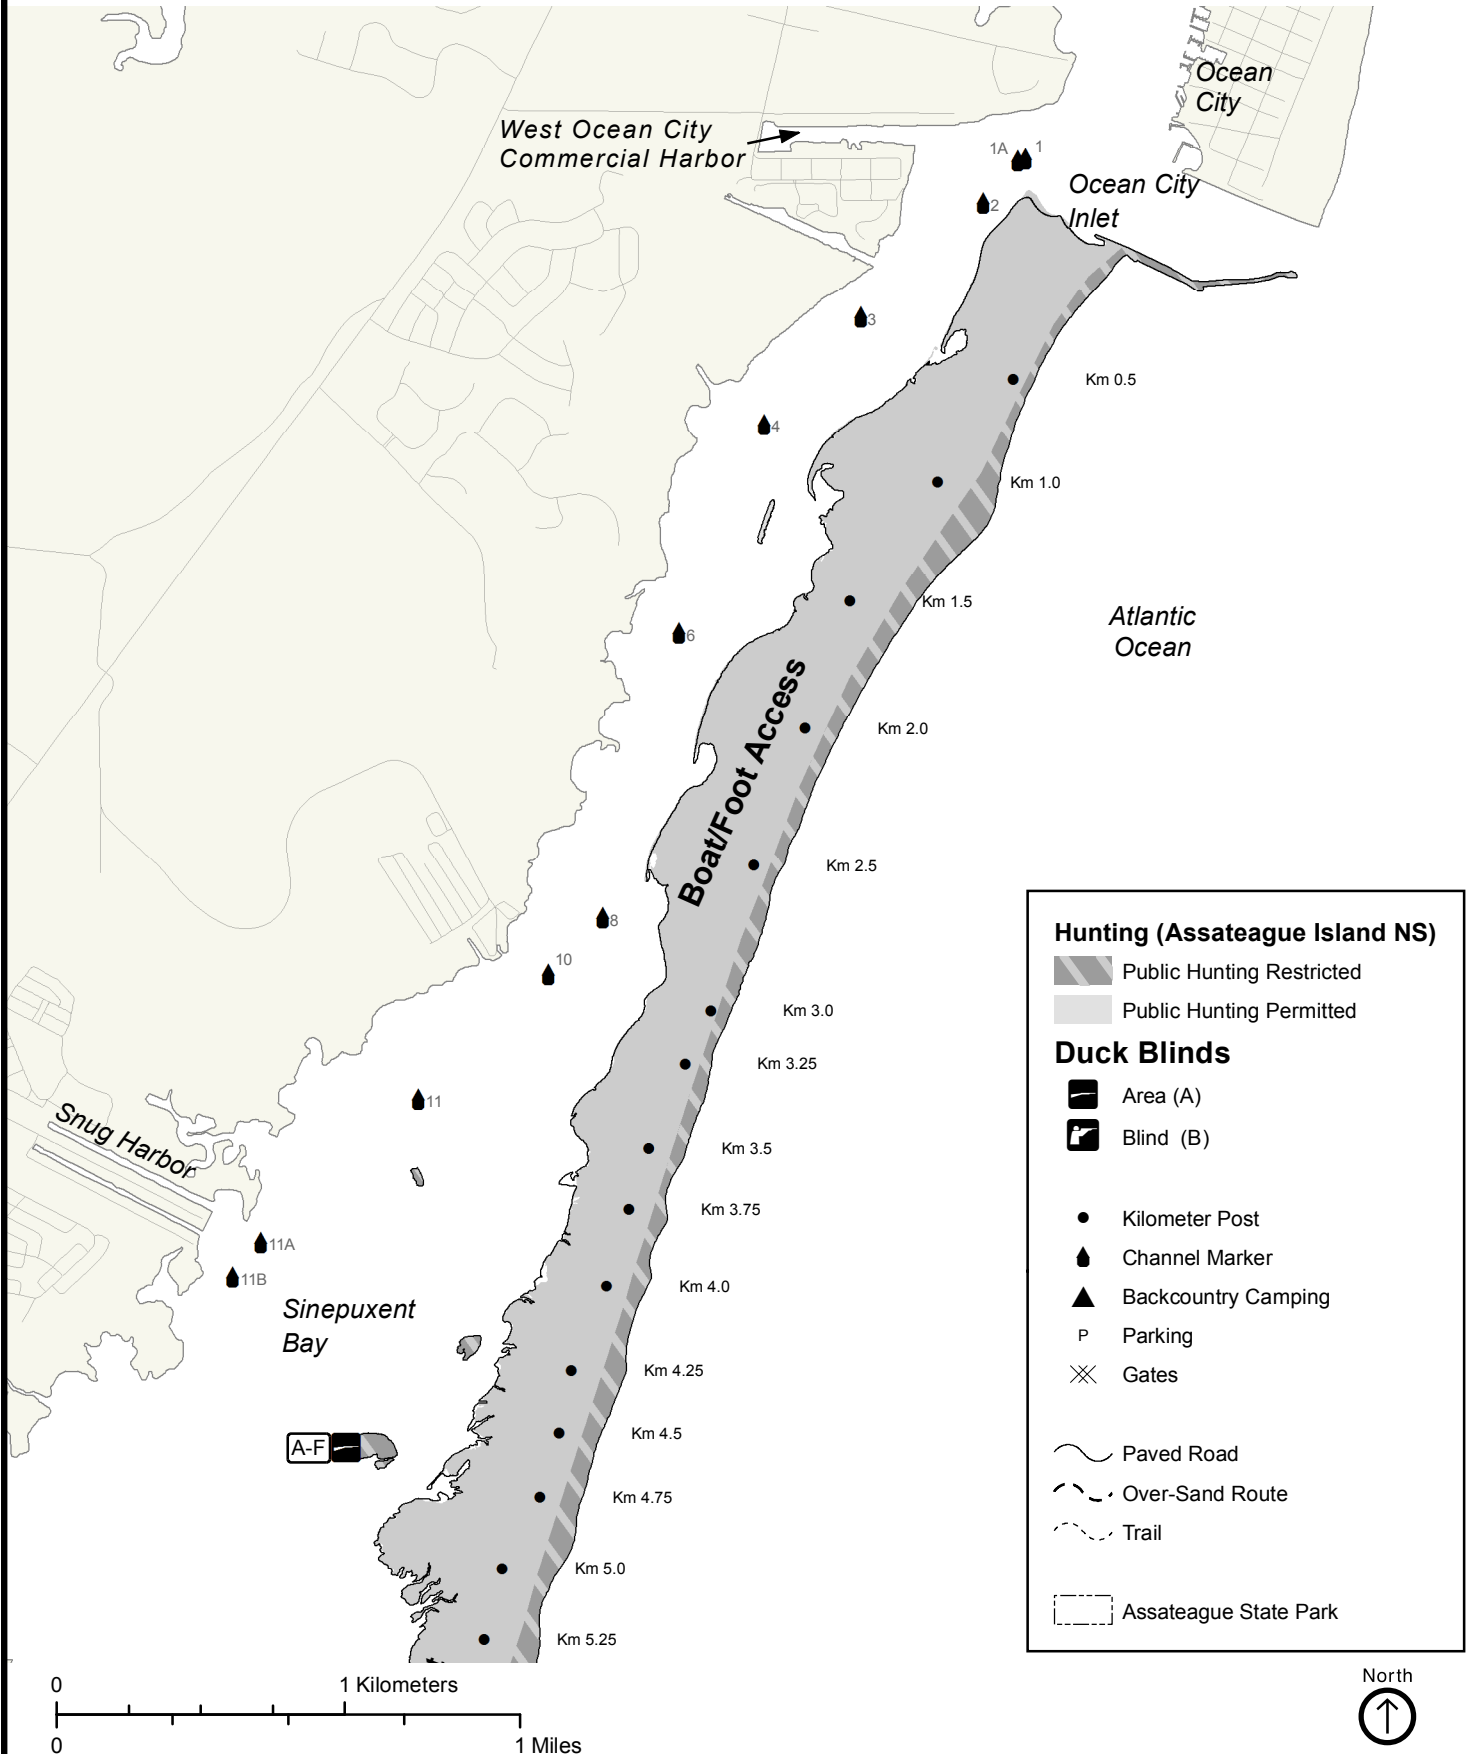 Ocean
City
West Ocean City
Commercial Harbor
1A
1
2
Ocean City
Inlet
3
Km 0.5
4
Km 1.0
Km 1.5
Atlantic
Ocean
6
Boat/Foot Access
Km 2.0
Km 2.5
8
10
Km 3.0
Km 3.25
11
Snug Harbor
Km 3.5
Km 3.75
11A
11B
Km 4.0
Sinepuxent
Bay
Km 4.25
Km 4.5
A-F
Km 4.75
Km 5.0
Km 5.25
Hunting (Assateague Island NS)
Public Hunting Restricted
Public Hunting Permitted
Duck Blinds
Area (A)
Blind (B)
Kilometer Post
Channel Marker
Backcountry Camping
P Parking
Gates
Paved Road
Over-Sand Route
Trail
Assateague State Park
0 1 Kilometers
0 1 Miles
North